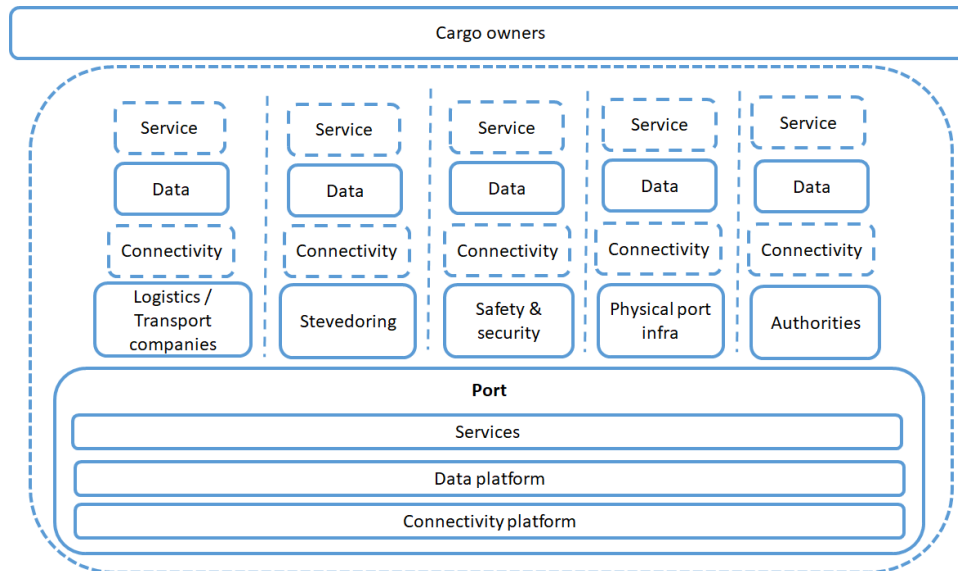 Cargo owners
Service
Service
Service
Service
Service
Data
Data
Data
Data
Data
Connectivity
Connectivity
Connectivity
Connectivity
Connectivity
Logistics /
Transport
companies
Stevedoring
Safety &
security
Physical port
infra
Authorities
Port
Services
Data platform
Connectivity platform